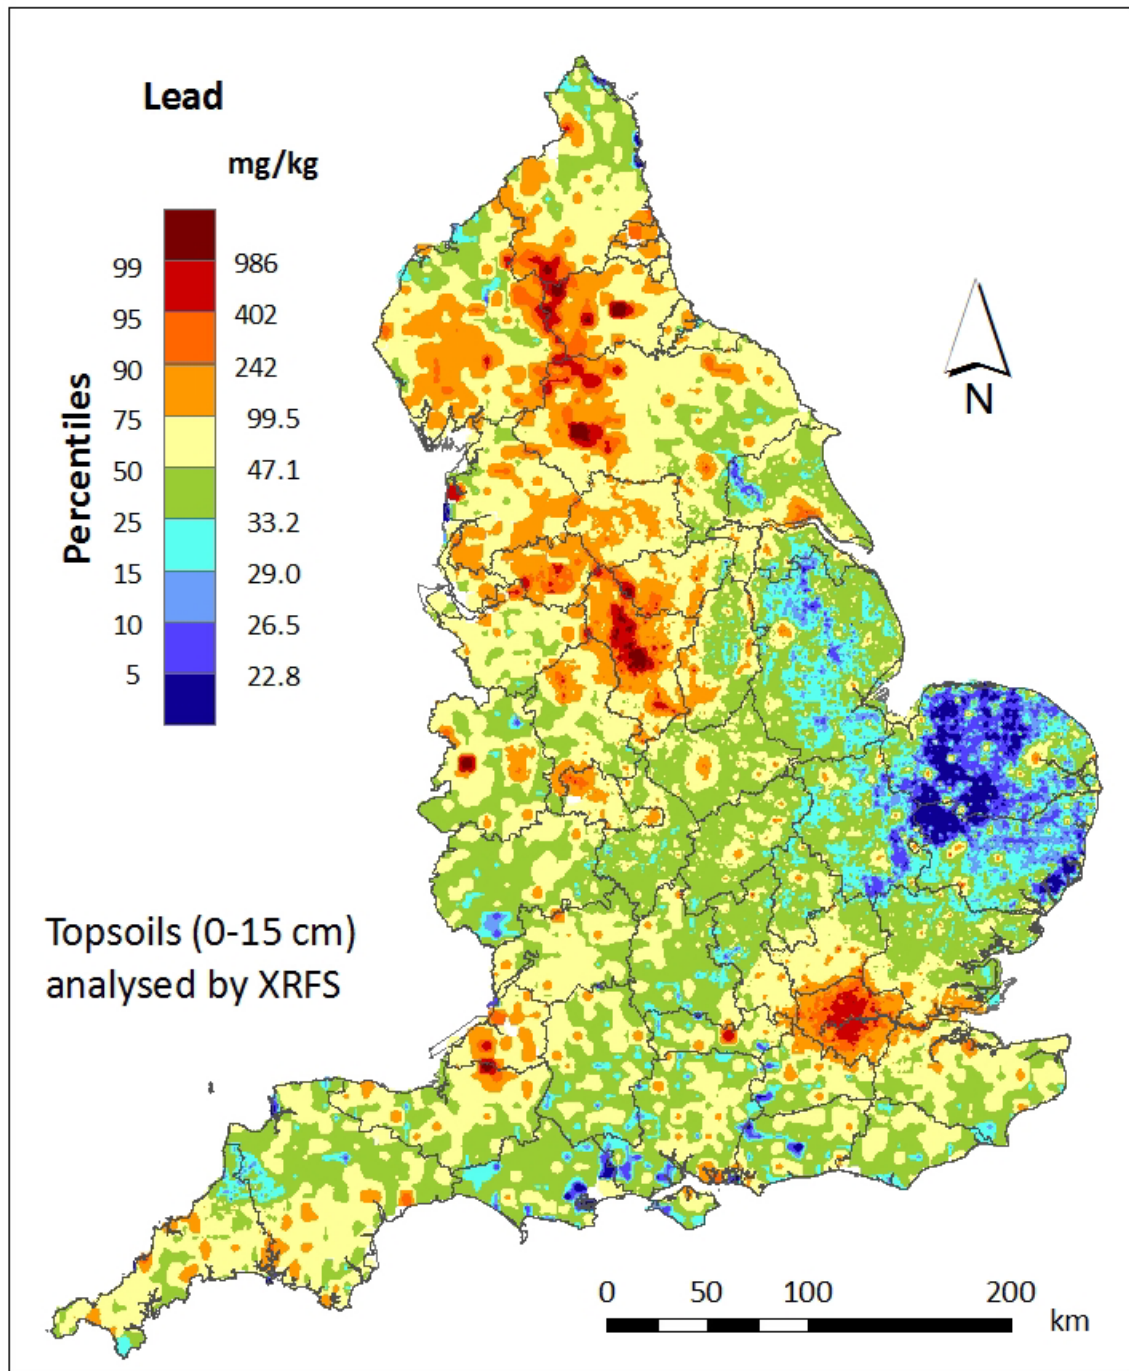 Lead
mg/kg
Percentiles
99 986
95 402
90 242
75 99.5
50 47.1
25 33.2
15 29.0
10 26.5
5 22.8
N
Topsoils (0-15 cm)
analysed by XRFS
0 50 100 200
km